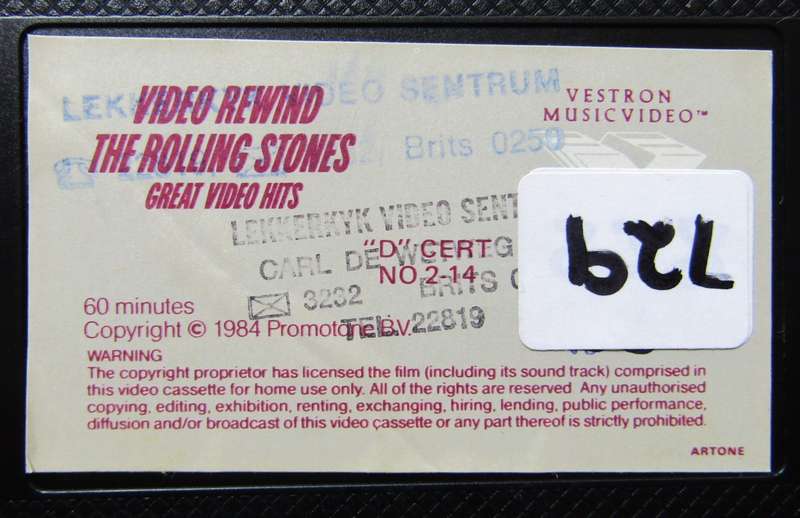 VIDEO REWIND
THE ROLLING STONES
GREAT VIDEO HITS
VESTRON
MUSICVIDEO™
VIDEO SENTRUM
Brits 0250
LEKKERKYK VIDEO SENT
"D" CERT
NO. 2-14
CARL DE
3232
BRITS
TEL. 22819
729
60 minutes
Copyright © 1984 Promotone B.V.
WARNING
The copyright proprietor has licensed the film (including its sound track) comprised in
this video cassette for home use only. All of the rights are reserved. Any unauthorised
copying, editing, exhibition, renting, exchanging, hiring, lending, public performance,
diffusion and/or broadcast of this video cassette or any part thereof is strictly prohibited.
ARTONE